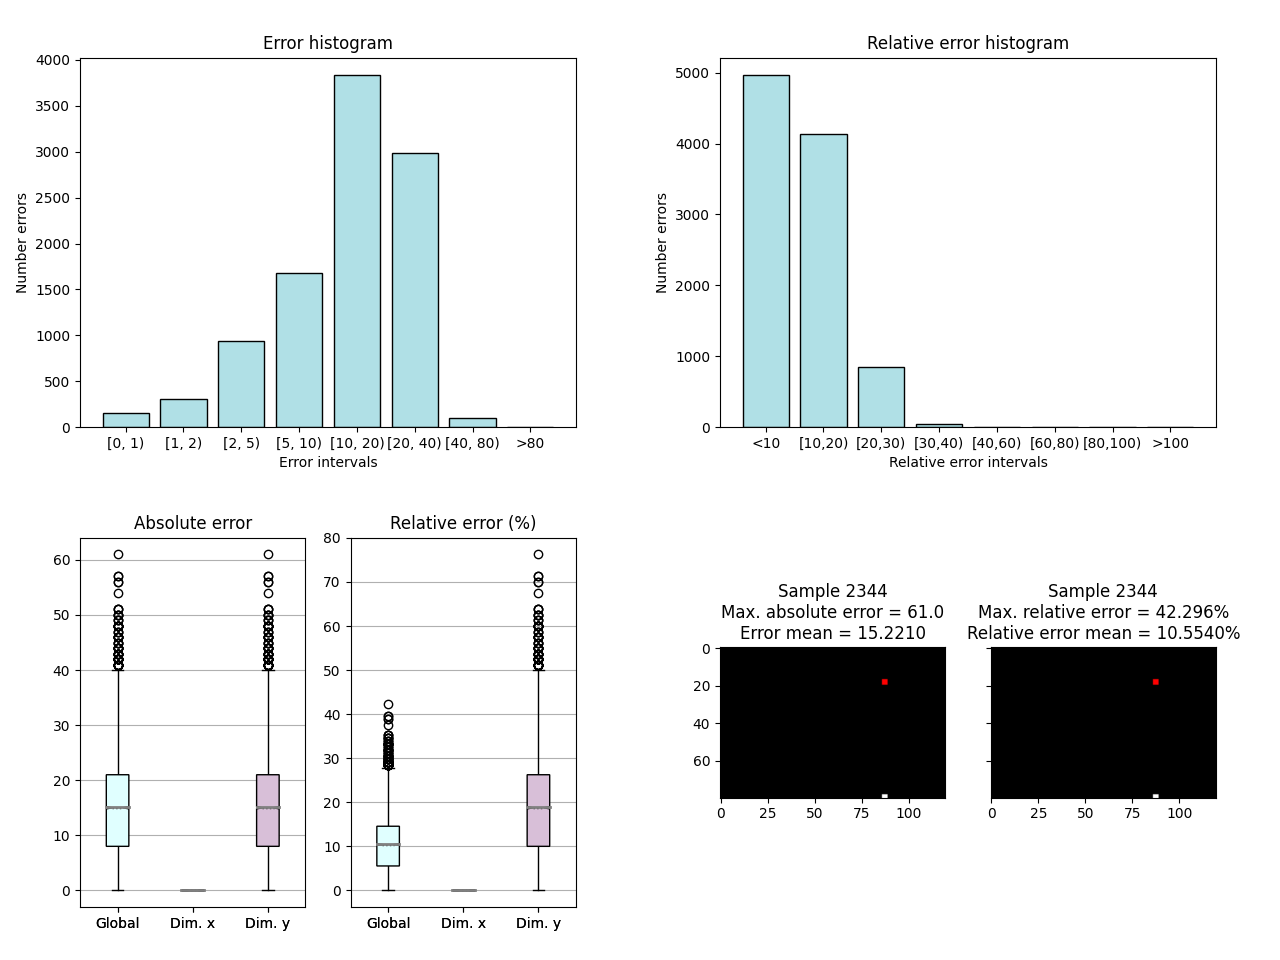 Error histogram
4000
3500
3000
2500
2000
1500
1000
500
0
Number errors
[0, 1) [1, 2) [2, 5) [5, 10) [10, 20) [20, 40) [40, 80) >80
Error intervals
Relative error histogram
5000
4000
3000
2000
1000
0
Number errors
<10 [10,20) [20,30) [30,40) [40,60) [60,80) [80,100) >100
Relative error intervals
Absolute error
60
50
40
30
20
10
0
Global Dim. x Dim. y
Relative error (%)
80
70
60
50
40
30
20
10
0
Global Dim. x Dim. y
Sample 2344
Max. absolute error = 61.0
Error mean = 15.2210
0
20
40
60
0 25 50 75 100
Sample 2344
Max. relative error = 42.296%
Relative error mean = 10.5540%
0 25 50 75 100